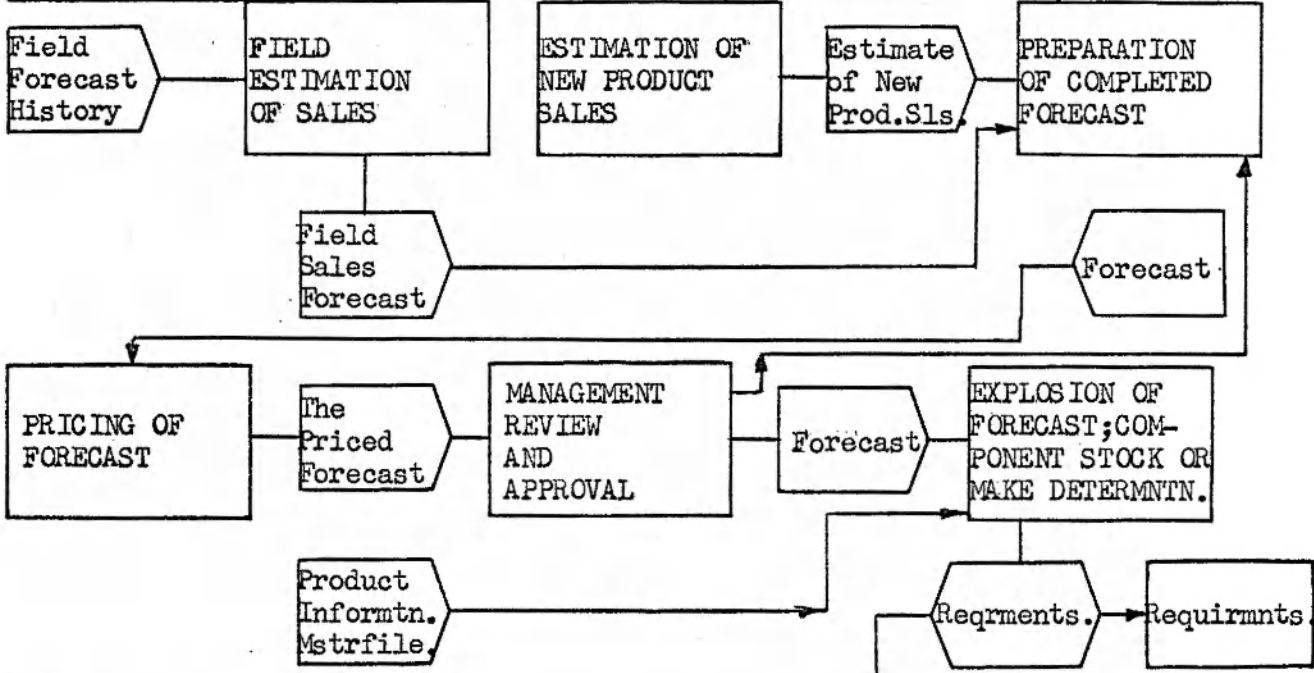 Field
Forecast
History
FIELD
ESTIMATION
OF SALES
ESTIMATION OF
NEW PRODUCT
SALES
Estimate
of New
Prod.Sls.
PREPARATION
OF COMPLETED
FORECAST
Field
Sales
Forecast
Forecast
PRICING OF
FORECAST
The
Priced
Forecast
MANAGEMENT
REVIEW
AND
APPROVAL
Forecast
EXPLOSION OF
FORECAST;COM-
PONENT STOCK OR
MAKE DETERMNTN.
Product
Informtn.
Mstrfile.
Reqrments.
Requirmnts.